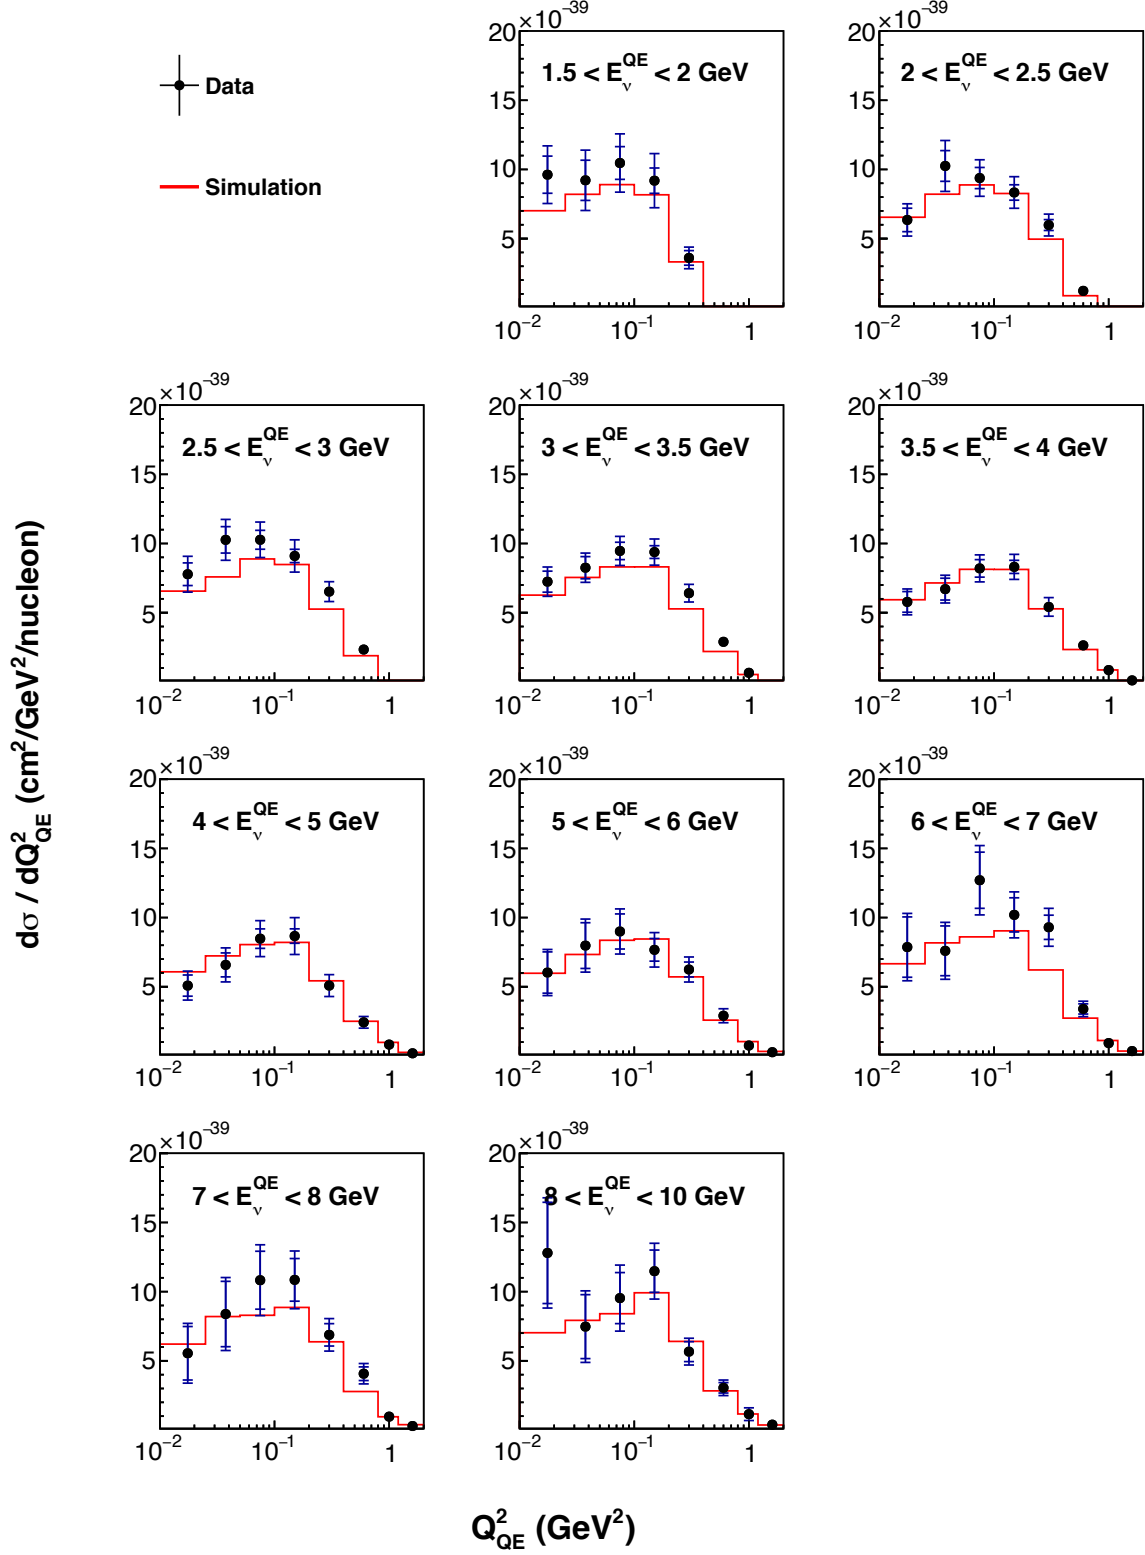 Data
Simulation
×10⁻³⁹
1.5 < E_ν^QE < 2 GeV
20
15
10
5
10⁻² 10⁻¹ 1
×10⁻³⁹
2 < E_ν^QE < 2.5 GeV
20
15
10
5
10⁻² 10⁻¹ 1
×10⁻³⁹
2.5 < E_ν^QE < 3 GeV
20
15
10
5
10⁻² 10⁻¹ 1
×10⁻³⁹
3 < E_ν^QE < 3.5 GeV
20
15
10
5
10⁻² 10⁻¹ 1
×10⁻³⁹
3.5 < E_ν^QE < 4 GeV
20
15
10
5
10⁻² 10⁻¹ 1
×10⁻³⁹
4 < E_ν^QE < 5 GeV
20
15
10
5
10⁻² 10⁻¹ 1
×10⁻³⁹
5 < E_ν^QE < 6 GeV
20
15
10
5
10⁻² 10⁻¹ 1
×10⁻³⁹
6 < E_ν^QE < 7 GeV
20
15
10
5
10⁻² 10⁻¹ 1
×10⁻³⁹
7 < E_ν^QE < 8 GeV
20
15
10
5
10⁻² 10⁻¹ 1
×10⁻³⁹
8 < E_ν^QE < 10 GeV
20
15
10
5
10⁻² 10⁻¹ 1
dσ / dQ²_QE (cm²/GeV²/nucleon)
Q²_QE (GeV²)